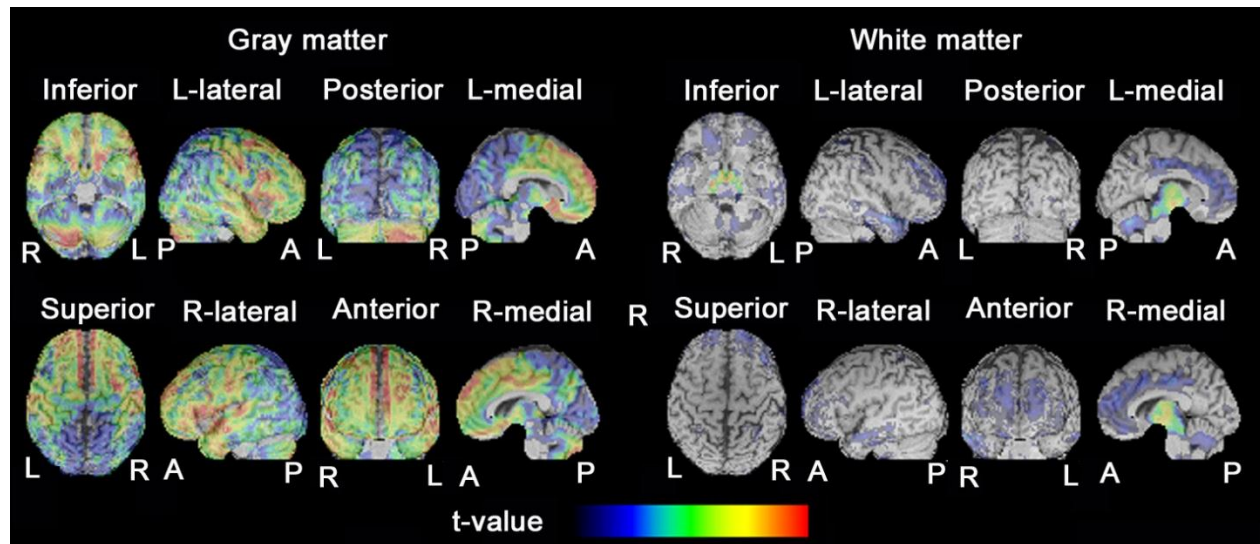 Gray matter White matter
Inferior L-lateral Posterior L-medial Inferior L-lateral Posterior L-medial
R L P A L R P A R L P A L R P A
Superior R-lateral Anterior R-medial R Superior R-lateral Anterior R-medial
L R A P R L A P L R A P R L A P
t-value